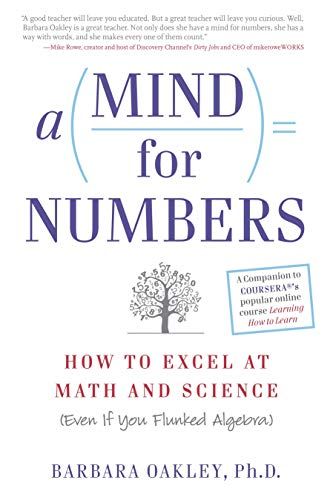 “A good teacher will leave you educated. But a great teacher will leave you curious. Well,
Barbara Oakley is a great teacher. Not only does she have a mind for numbers, she has
a way with words, and she makes every one of them count.”
—Mike Rowe, creator and host of Discovery Channel’s Dirty Jobs and CEO of mikeroweWORKS
a (MIND
for) =
NUMBERS
A Companion to
COURSERA®’s
popular online
course Learning
How to Learn
HOW TO EXCEL AT
MATH AND SCIENCE
(Even If You Flunked Algebra)
BARBARA OAKLEY, Ph.D.